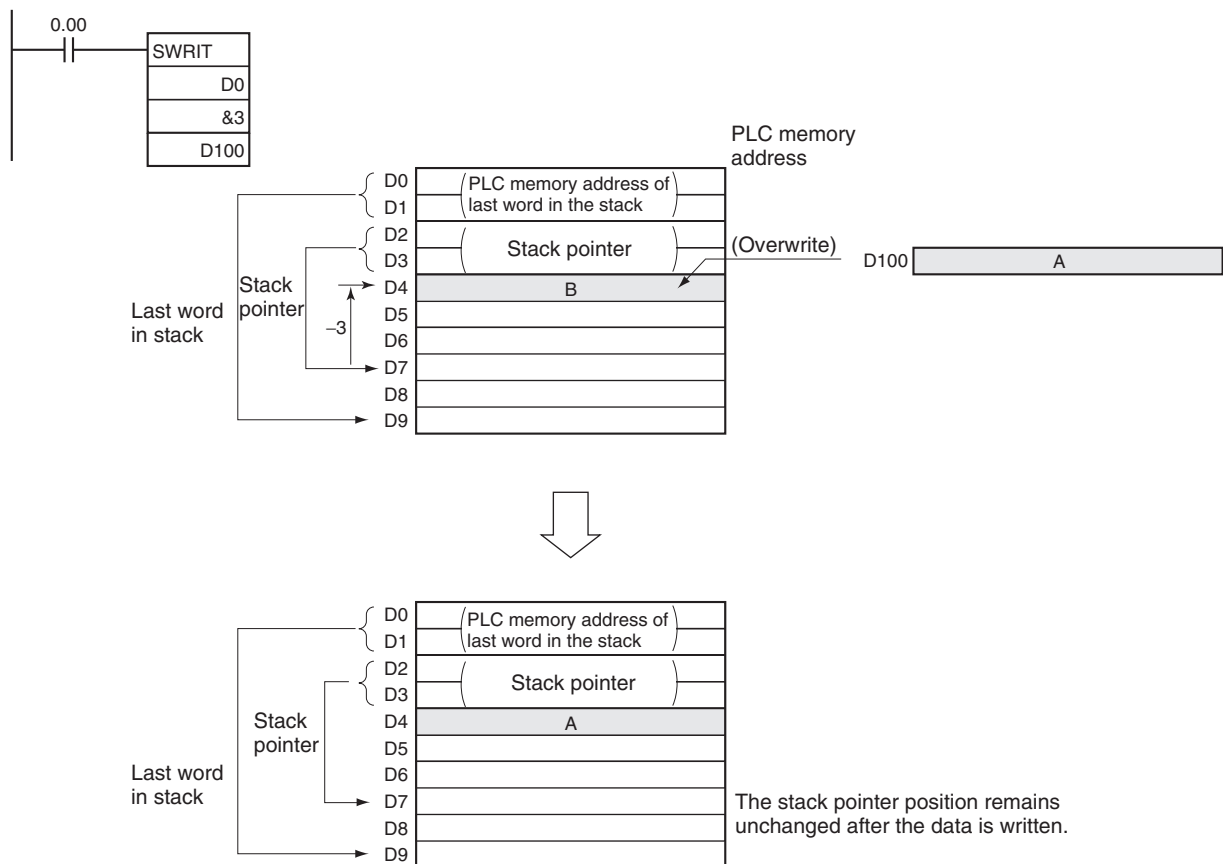 0.00
SWRIT
D0
&3
D100
PLC memory
address
D0
D1
D2
D3
D4
D5
D6
D7
D8
D9
PLC memory address of
last word in the stack
Stack pointer
B
(Overwrite)
D100
A
Stack
pointer
–3
Last word
in stack
D0
D1
D2
D3
D4
D5
D6
D7
D8
D9
PLC memory address of
last word in the stack
Stack pointer
A
Stack
pointer
Last word
in stack
The stack pointer position remains
unchanged after the data is written.